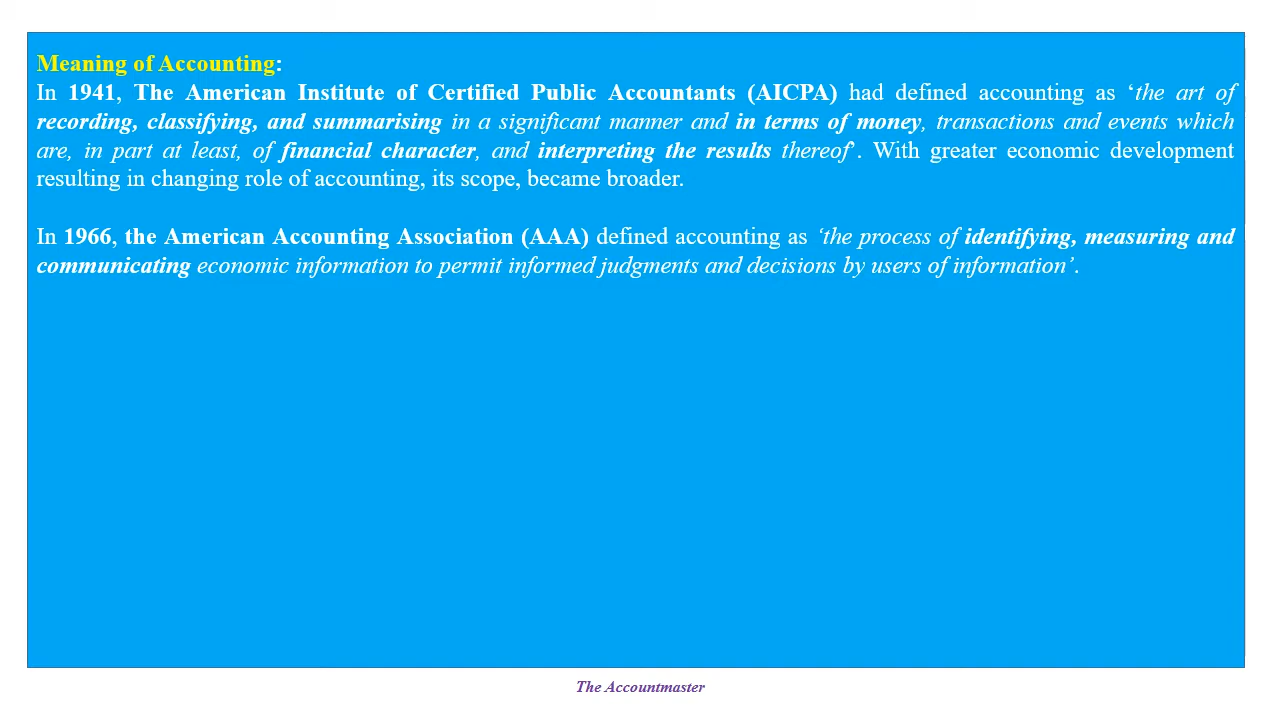 Meaning of Accounting:
In 1941, The American Institute of Certified Public Accountants (AICPA) had defined accounting as ‘the art of
recording, classifying, and summarising in a significant manner and in terms of money, transactions and events which
are, in part at least, of financial character, and interpreting the results thereof’. With greater economic development
resulting in changing role of accounting, its scope, became broader.
In 1966, the American Accounting Association (AAA) defined accounting as ‘the process of identifying, measuring and
communicating economic information to permit informed judgments and decisions by users of information’.
The Accountmaster